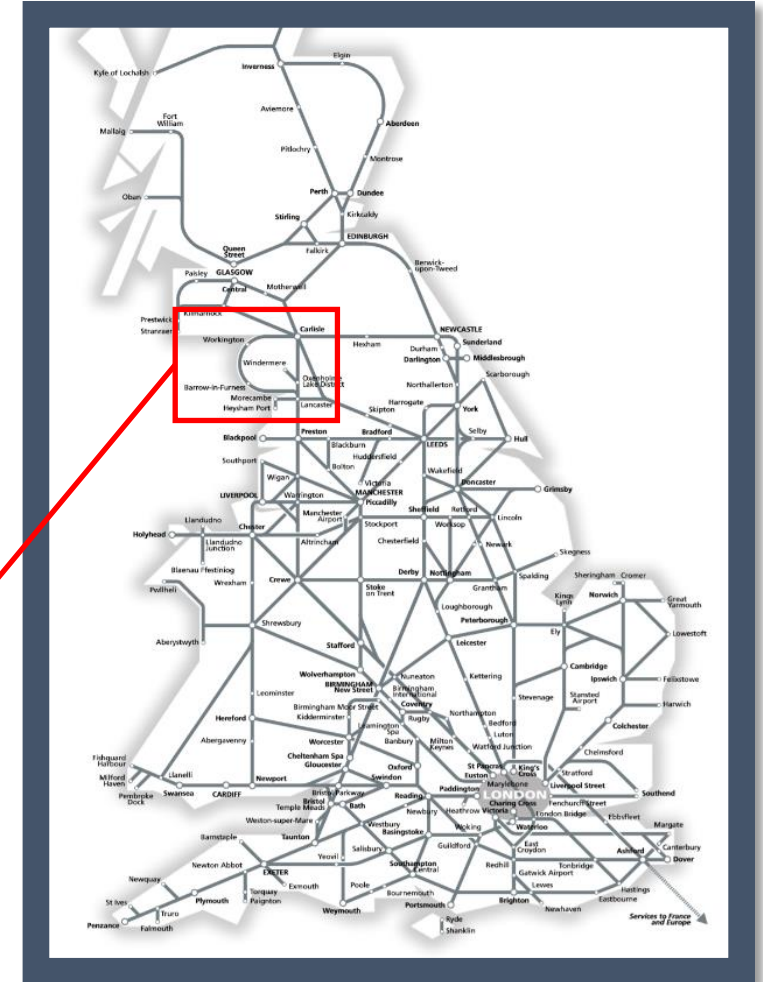 Elgin
Inverness
Kyle of Lochalsh
Aviemore
Fort
William
Mallaig
Aberdeen
Pitlochry
Montrose
Perth
Dundee
Oban
Stirling
Kirkcaldy
EDINBURGH
Queen
Street
Falkirk
Berwick-
upon-Tweed
Paisley
GLASGOW
Central
Motherwell
Kilmarnock
Prestwick
Stranraer
Carlisle
NEWCASTLE
Workington
Hexham
Durham
Sunderland
Darlington
Middlesbrough
Windermere
Scarborough
Oxenholme
Lake District
Barrow-in-Furness
Northallerton
Morecambe
Heysham Port
Lancaster
Harrogate
York
Skipton
Blackpool
Preston
Bradford
Selby
Blackburn
LEEDS
Hull
Huddersfield
Southport
Bolton
Wakefield
Wigan
Victoria
Doncaster
MANCHESTER
Piccadilly
Grimsby
LIVERPOOL
Warrington
Manchester
Airport
Sheffield
Retford
Lincoln
Llandudno
Chester
Stockport
Worksop
Holyhead
Llandudno
Junction
Altrincham
Chesterfield
Newark
Skegness
Blaenau Ffestiniog
Wrexham
Crewe
Derby
Nottingham
Spalding
Sheringham
Cromer
Pwllheli
Stoke
on Trent
Grantham
Kings
Lynn
Norwich
Great
Yarmouth
Loughborough
Shrewsbury
Peterborough
Ely
Lowestoft
Aberystwyth
Stafford
Leicester
Wolverhampton
Nuneaton
Kettering
Cambridge
BIRMINGHAM
New Street
Birmingham
International
Ipswich
Felixstowe
Leominster
Coventry
Stevenage
Stansted
Airport
Harwich
Birmingham Moor Street
Kidderminster
Rugby
Northampton
Hereford
Leamington
Spa
Bedford
Colchester
Abergavenny
Worcester
Banbury
Milton
Keynes
Luton
Watford Junction
Chelmsford
Fishguard
Harbour
Cheltenham Spa
Gloucester
Oxford
St Pancras
Euston
King's
Cross
Stratford
Milford
Haven
Llanelli
Newport
Swindon
Marylebone
Liverpool Street
Pembroke
Dock
Swansea
CARDIFF
Bristol Parkway
Reading
Paddington
LONDON
Southend
Bristol
Temple Meads
Bath
Newbury
Heathrow
Victoria
Charing Cross
Fenchurch Street
London Bridge
Ebbsfleet
Weston-super-Mare
Westbury
Basingstoke
Woking
Waterloo
Margate
Barnstaple
Taunton
Salisbury
Guildford
East
Croydon
Canterbury
Newton Abbot
Yeovil
Southampton
Central
Redhill
Tonbridge
Ashford
Dover
EXETER
Gatwick Airport
Newquay
Exmouth
Poole
Lewes
Hastings
St Ives
Plymouth
Torquay
Paignton
Bournemouth
Eastbourne
Weymouth
Portsmouth
Brighton
Newhaven
Truro
Penzance
Falmouth
Ryde
Shanklin
Services to France
and Europe